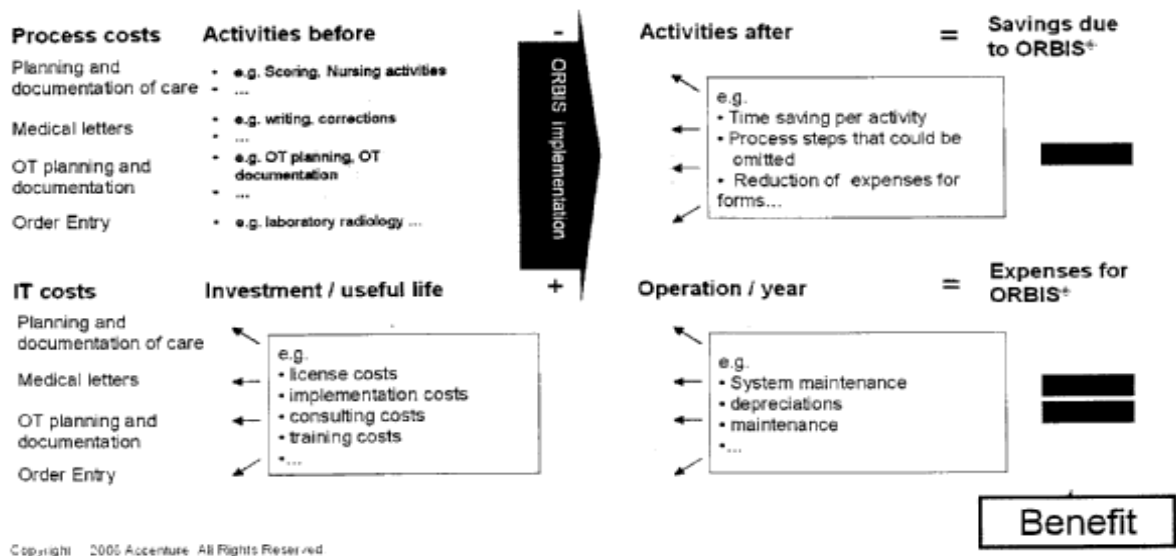 Process costs
Activities before
-
Activities after
=
Savings due
to ORBIS*
Planning and
documentation of care
• e.g. Scoring, Nursing activities
• ...
Medical letters
• e.g. writing, corrections
• ...
OT planning and
documentation
• e.g. OT planning, OT
documentation
• ...
Order Entry
• e.g. laboratory radiology ...
ORBIS implementation
e.g.
• Time saving per activity
• Process steps that could be
omitted
• Reduction of expenses for
forms...
IT costs
Investment / useful life
+
Operation / year
=
Expenses for
ORBIS*
Planning and
documentation of care
Medical letters
OT planning and
documentation
Order Entry
e.g.
• license costs
• implementation costs
• consulting costs
• training costs
•...
e.g.
• System maintenance
• depreciations
• maintenance
•...
Benefit
Copyright 2005 Accenture All Rights Reserved